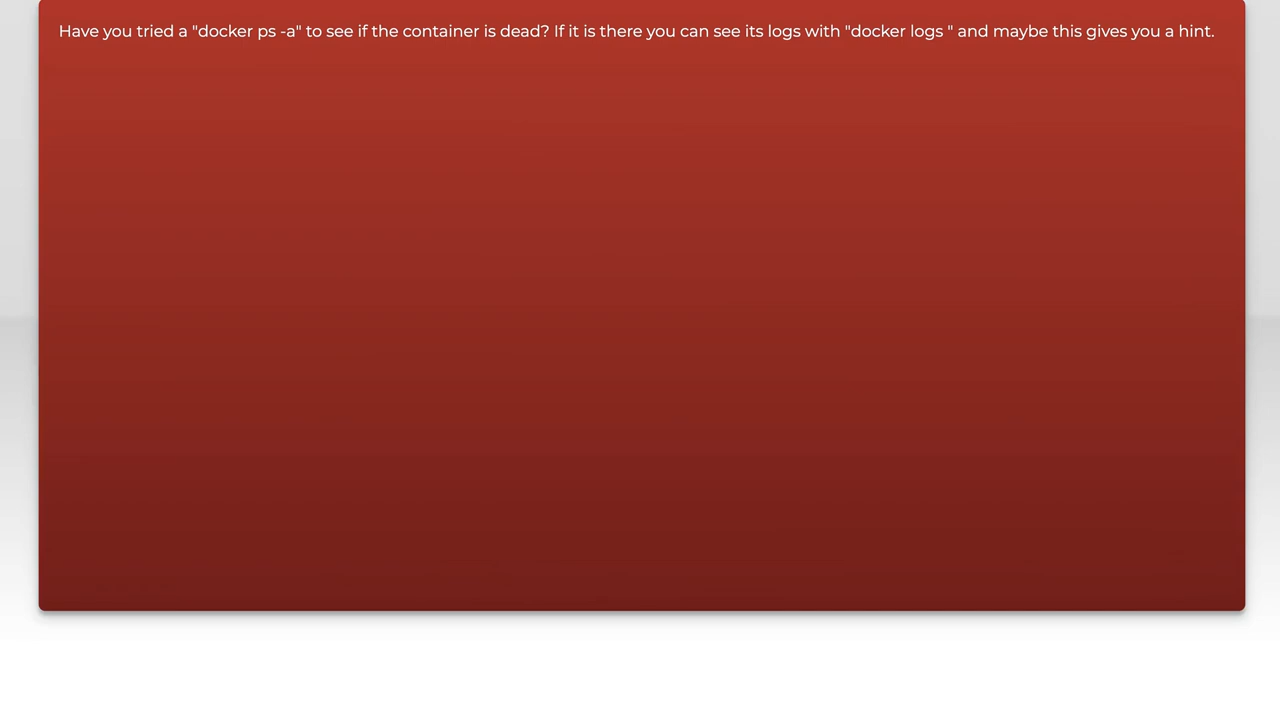 Have you tried a "docker ps -a" to see if the container is dead? If it is there you can see its logs with "docker logs " and maybe this gives you a hint.